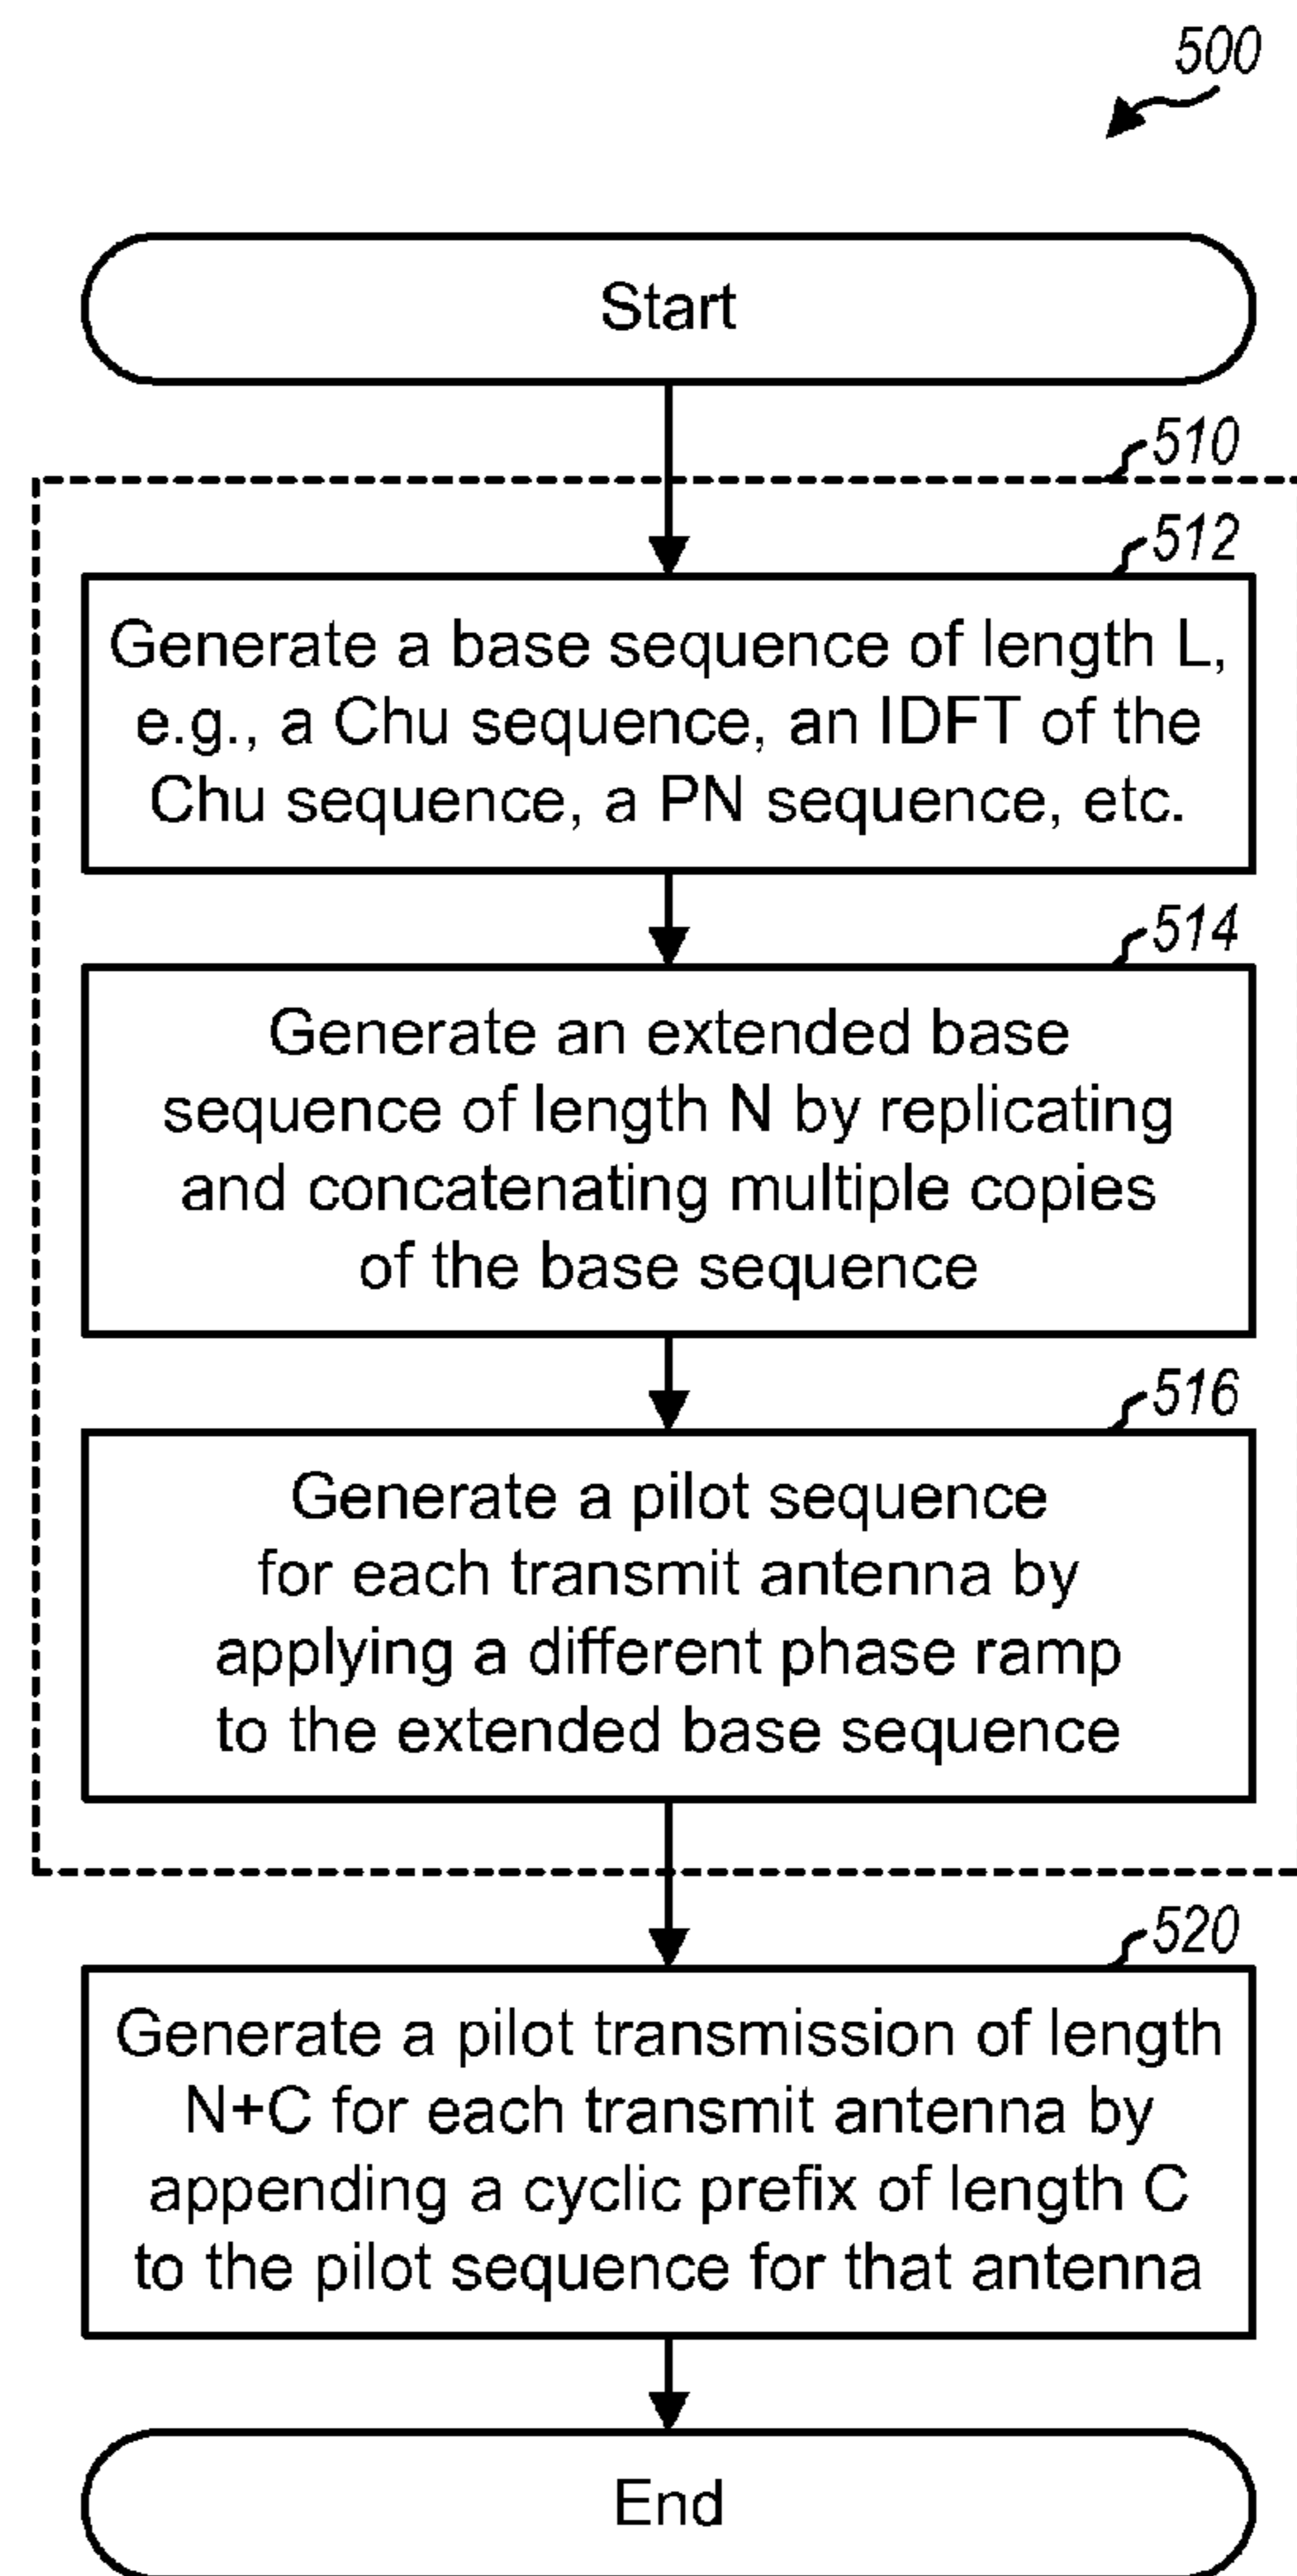 500
Start
510
512
Generate a base sequence of length L,
e.g., a Chu sequence, an IDFT of the
Chu sequence, a PN sequence, etc.
514
Generate an extended base
sequence of length N by replicating
and concatenating multiple copies
of the base sequence
516
Generate a pilot sequence
for each transmit antenna by
applying a different phase ramp
to the extended base sequence
520
Generate a pilot transmission of length
N+C for each transmit antenna by
appending a cyclic prefix of length C
to the pilot sequence for that antenna
End